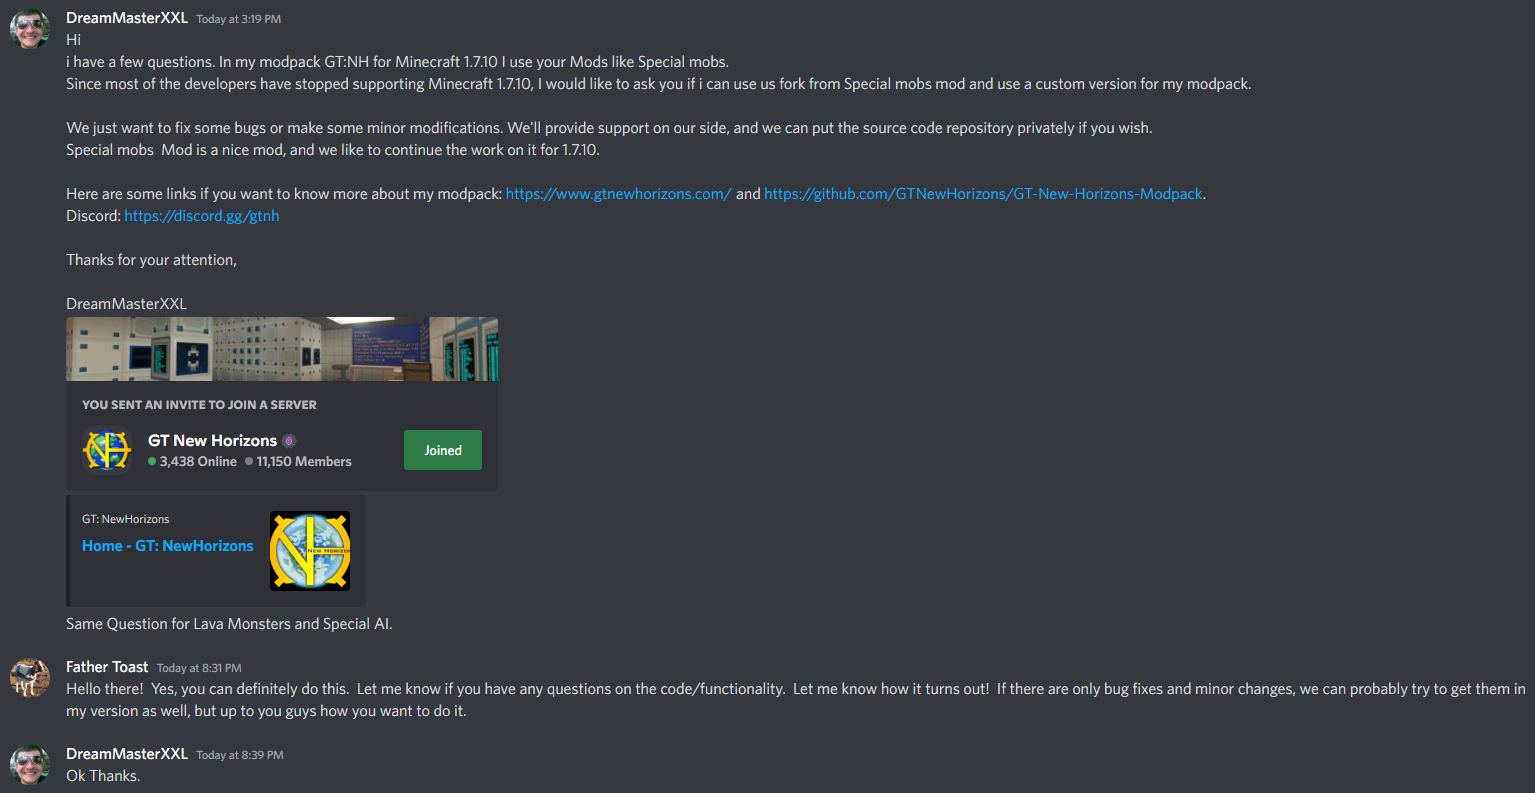 DreamMasterXXL Today at 3:19 PM
Hi
i have a few questions. In my modpack GT:NH for Minecraft 1.7.10 I use your Mods like Special mobs.
Since most of the developers have stopped supporting Minecraft 1.7.10, I would like to ask you if i can use us fork from Special mobs mod and use a custom version for my modpack.
We just want to fix some bugs or make some minor modifications. We'll provide support on our side, and we can put the source code repository privately if you wish.
Special mobs Mod is a nice mod, and we like to continue the work on it for 1.7.10.
Here are some links if you want to know more about my modpack: https://www.gtnewhorizons.com/ and https://github.com/GTNewHorizons/GT-New-Horizons-Modpack.
Discord: https://discord.gg/gtnh
Thanks for your attention,
DreamMasterXXL
YOU SENT AN INVITE TO JOIN A SERVER
GT New Horizons
3,438 Online 11,150 Members
Joined
GT: NewHorizons
Home - GT: NewHorizons
Same Question for Lava Monsters and Special AI.
Father Toast Today at 8:31 PM
Hello there! Yes, you can definitely do this. Let me know if you have any questions on the code/functionality. Let me know how it turns out! If there are only bug fixes and minor changes, we can probably try to get them in
my version as well, but up to you guys how you want to do it.
DreamMasterXXL Today at 8:39 PM
Ok Thanks.